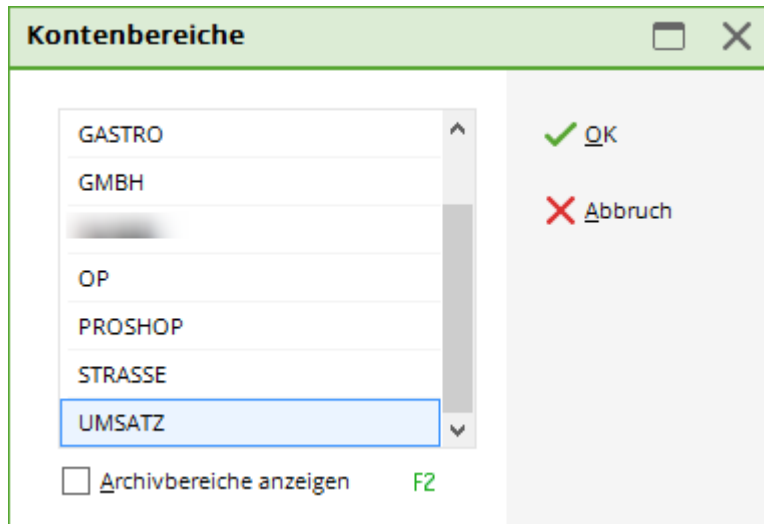 Kontenbereiche
GASTRO
GMBH
OP
PROSHOP
STRASSE
UMSATZ
Archivbereiche anzeigen F2
OK
Abbruch